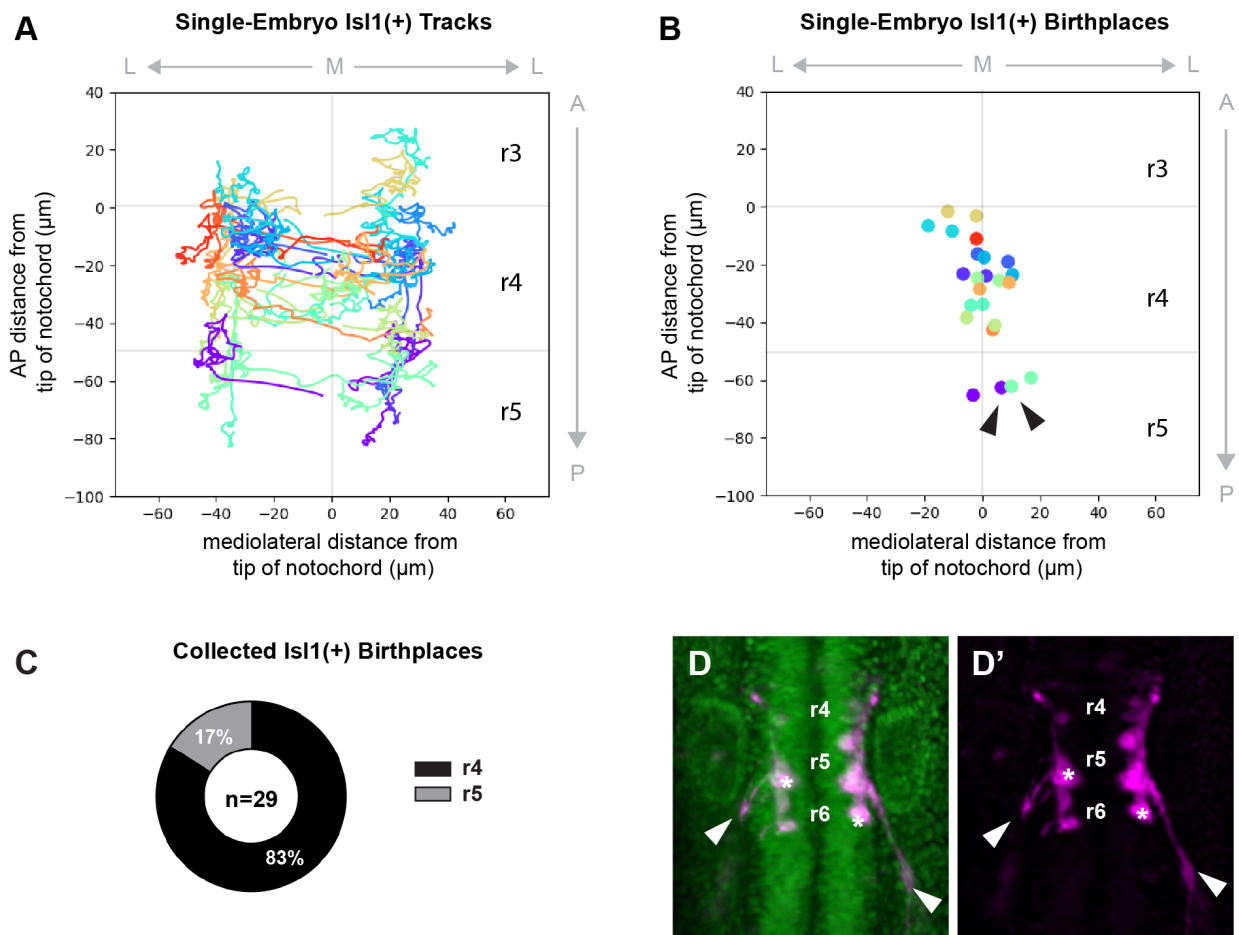 A
Single-Embryo Isl1(+) Tracks
L M L
40
20
0
−20
−40
−60
−80
−100
−60 −40 −20 0 20 40 60
AP distance from
tip of notochord (μm)
mediolateral distance from
tip of notochord (μm)
r3
r4
r5
A
P
B
Single-Embryo Isl1(+) Birthplaces
L M L
40
20
0
−20
−40
−60
−80
−100
−60 −40 −20 0 20 40 60
AP distance from
tip of notochord (μm)
mediolateral distance from
tip of notochord (μm)
r3
r4
r5
A
P
C
Collected Isl1(+) Birthplaces
17%
n=29
83%
r4
r5
D
r4
r5
*
r6
*
D’
r4
r5
*
r6
*